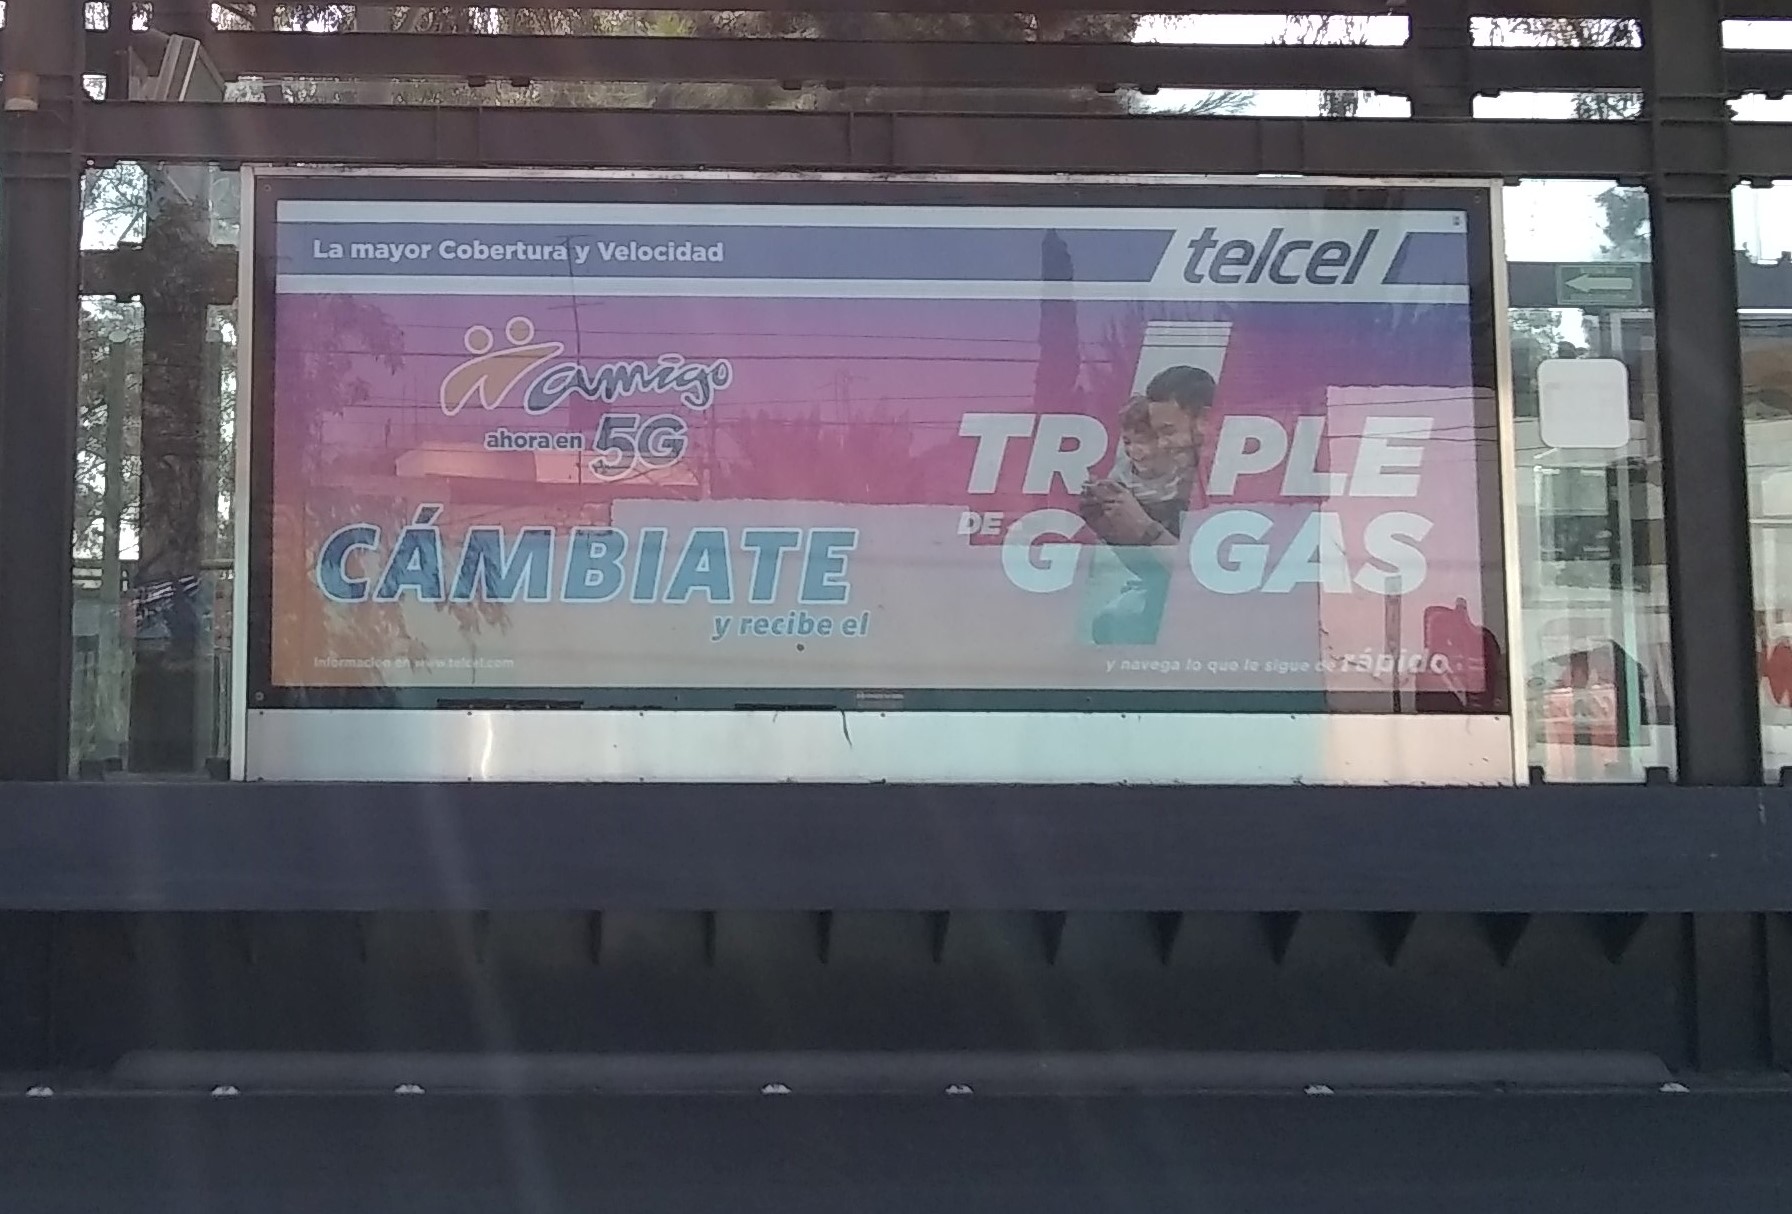 La mayor Cobertura y Velocidad
telcel
amigo
ahora en 5G
CÁMBIATE
y recibe el
TRIPLE
DE GIGAS
Información en www.telcel.com
y navega lo que le sigue de rápido.